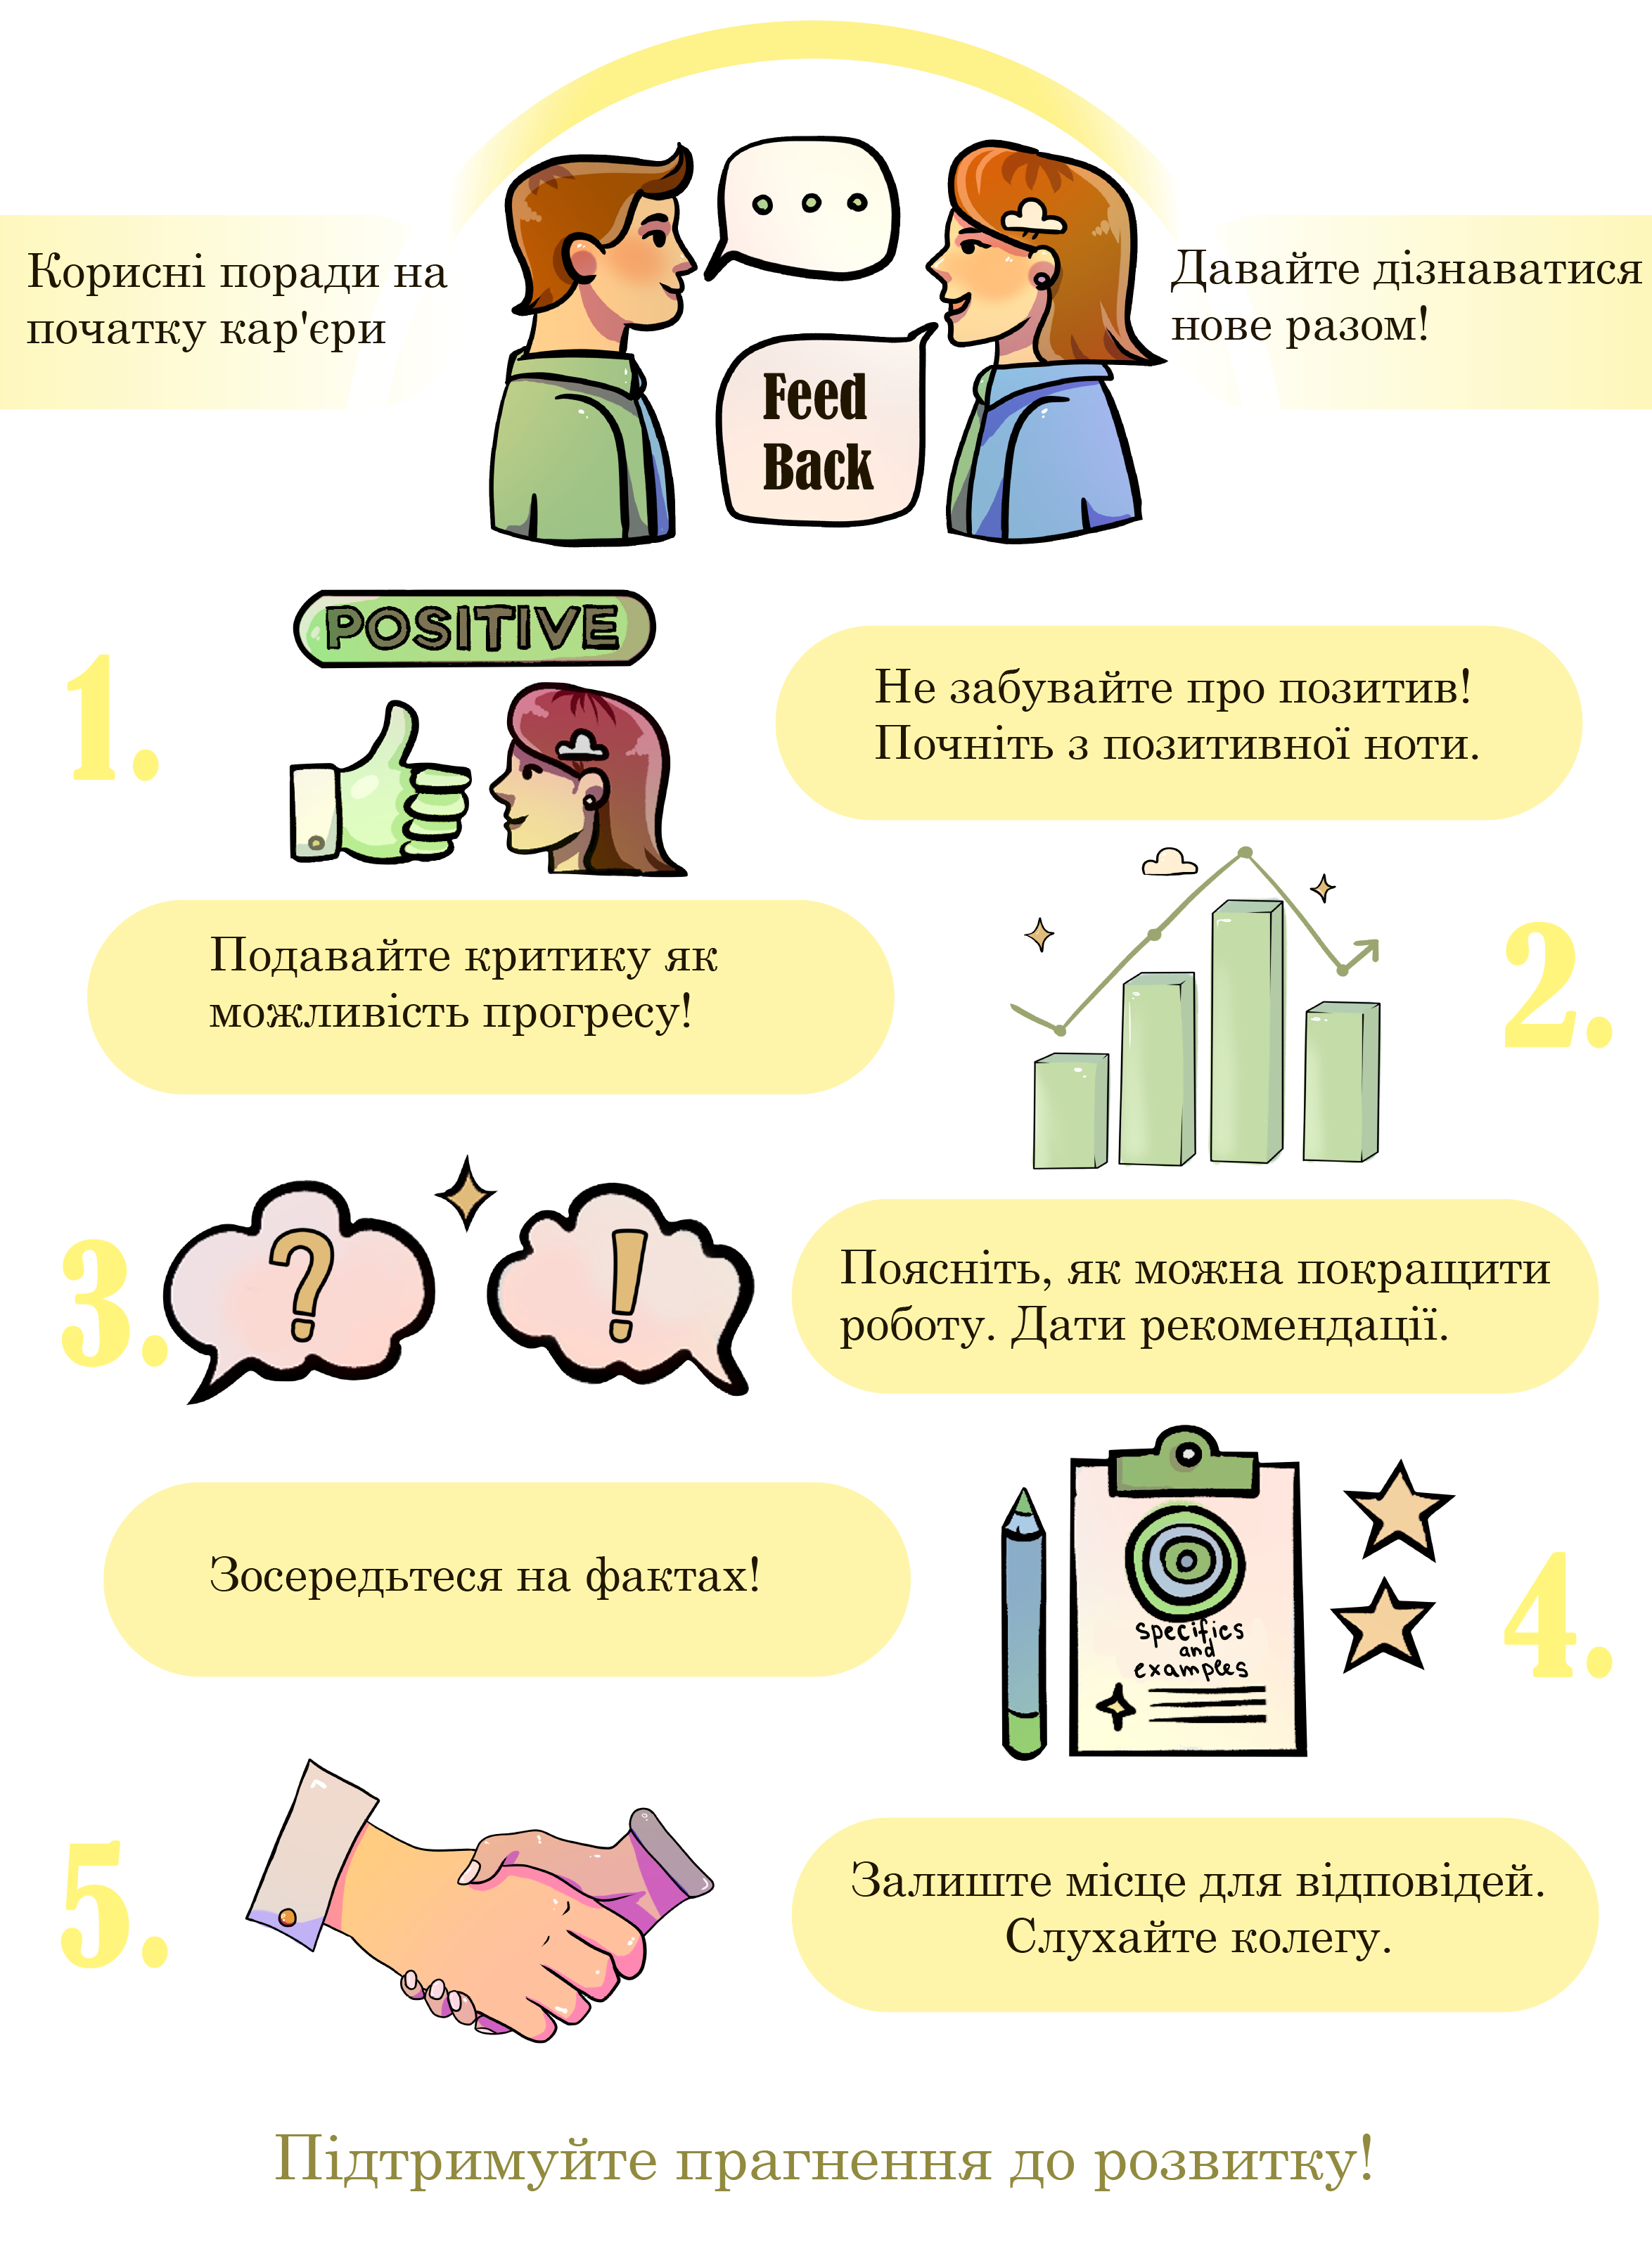 Корисні поради на
початку кар'єри
Давайте дізнаватися
нове разом!
Feed
Back
POSITIVE
1.
Не забувайте про позитив!
Почніть з позитивної ноти.
Подавайте критику як
можливість прогресу!
2.
3.
?
!
Поясніть, як можна покращити
роботу. Дати рекомендації.
Зосередьтеся на фактах!
specifics
and
examples
4.
5.
Залиште місце для відповідей.
Слухайте колегу.
Підтримуйте прагнення до розвитку!